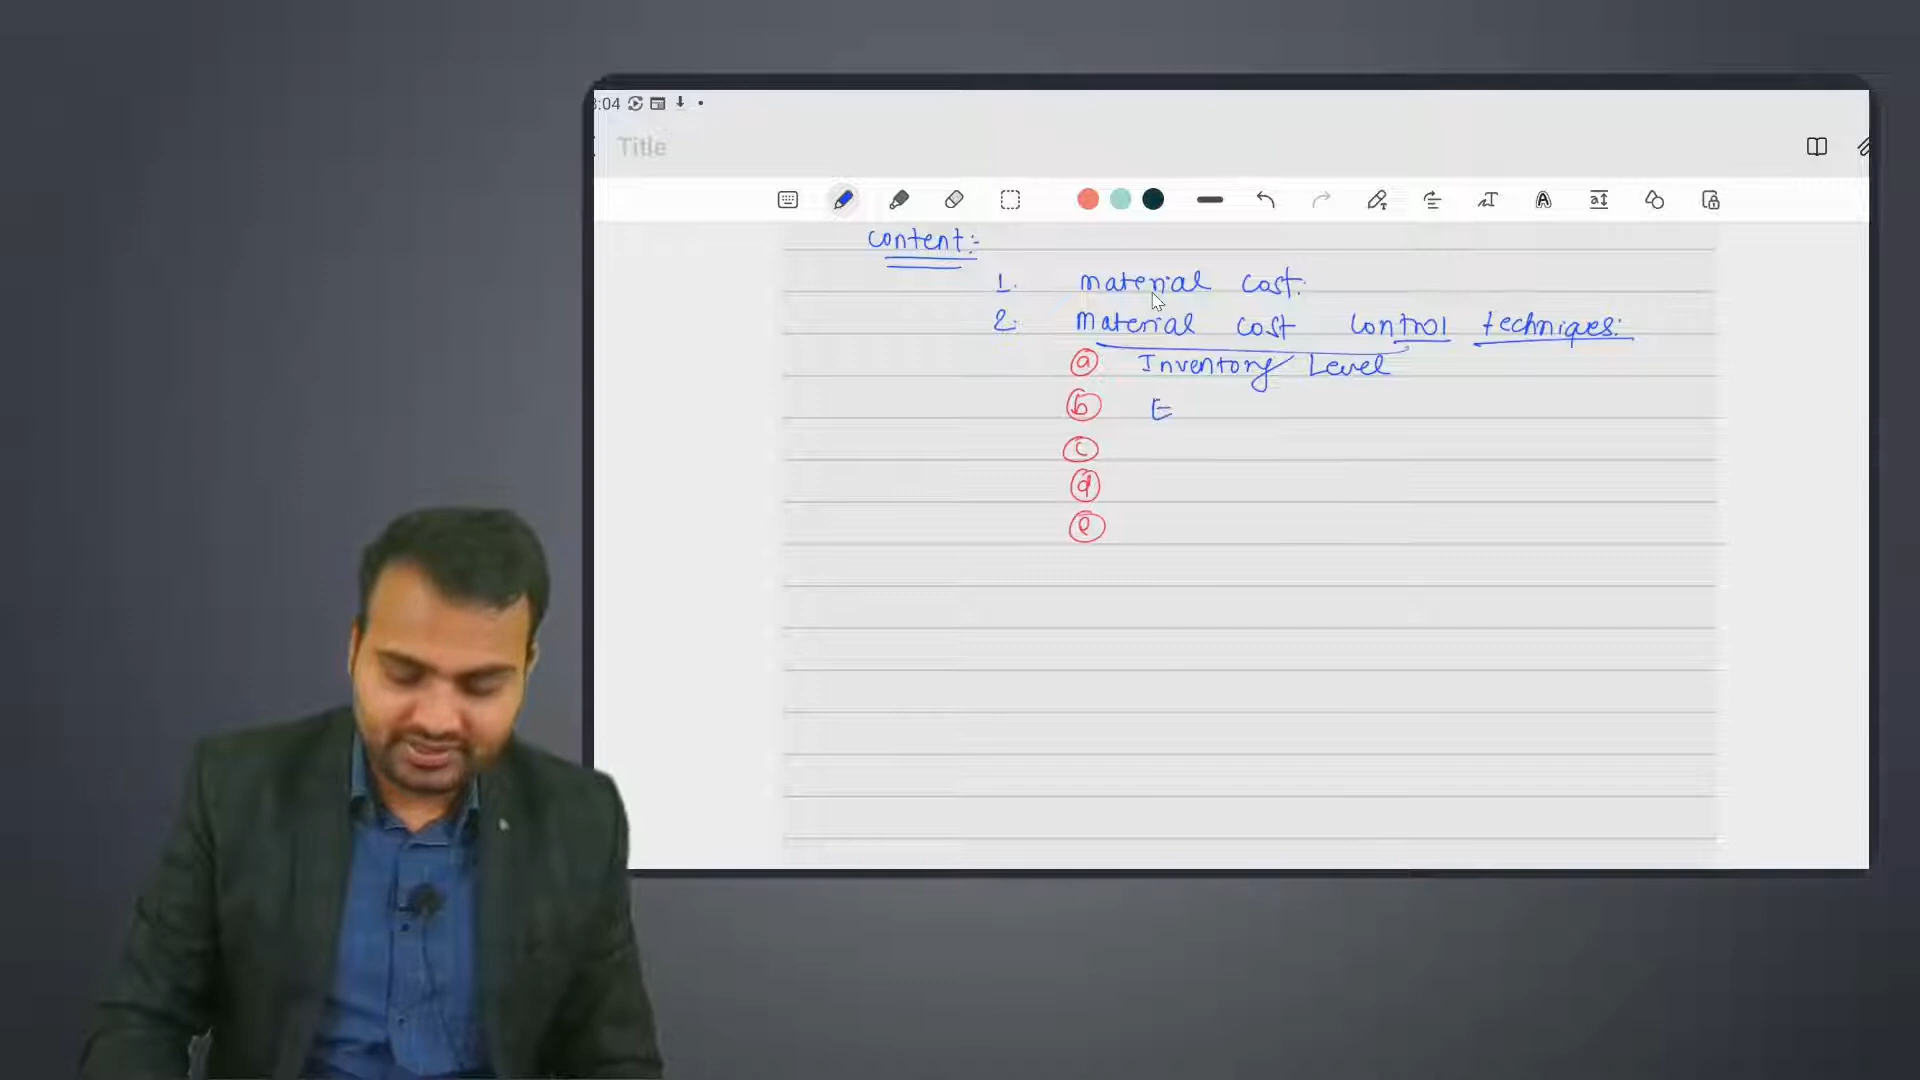 3:04
Title
Content:-
1. Material Cost:
2. Material Cost Control techniques:
a Inventory Level
b E
c
d
e